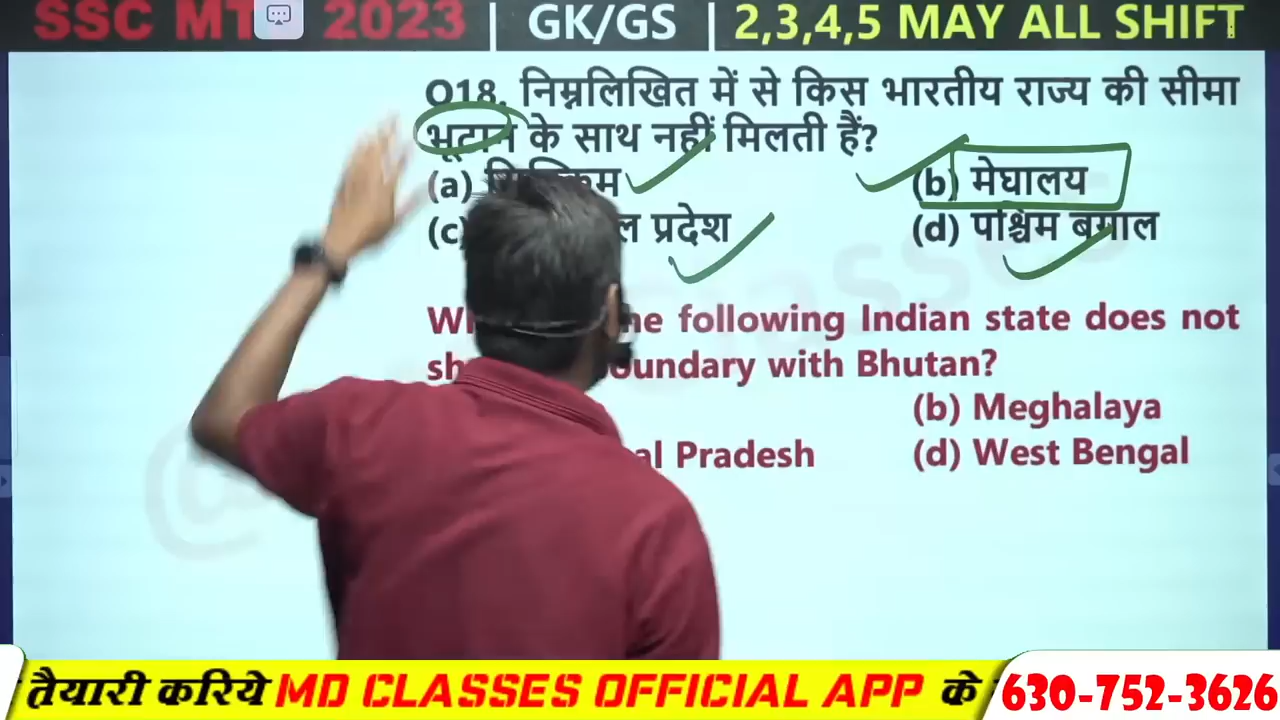 SSC MT 2023 | GK/GS | 2,3,4,5 MAY ALL SHIFT
Q18. निम्नलिखित में से किस भारतीय राज्य की सीमा
भूटान के साथ नहीं मिलती हैं?
(a) (b) मेघालय
प्रदेश (d) पश्चिम बंगाल
the following Indian state does not
boundary with Bhutan?
(b) Meghalaya
Pradesh (d) West Bengal
तैयारी करिये MD CLASSES OFFICIAL APP के
630-752-3626